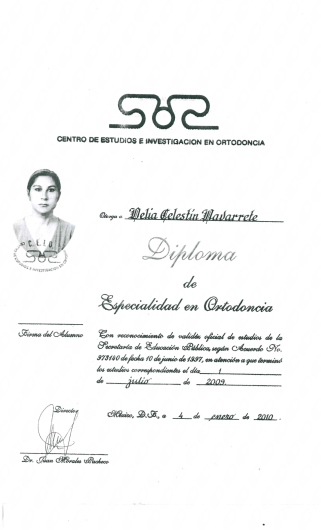 CENTRO DE ESTUDIOS E INVESTIGACION EN ORTODONCIA
Otorga a Delia Celestín Navarrete
C.E.I.O.
Diploma
de
Especialidad en Ortodoncia
Firma del Alumno
Con reconocimiento de validez oficial de estudios de la
Secretaría de Educación Pública, según Acuerdo No.
973140 de fecha 10 de junio de 1997, en atención a que terminó
los estudios correspondientes el día 1
de julio de 2009.
Director
México, D.F., a 4 de enero de 2010.
Dr. Juan Morales Pacheco